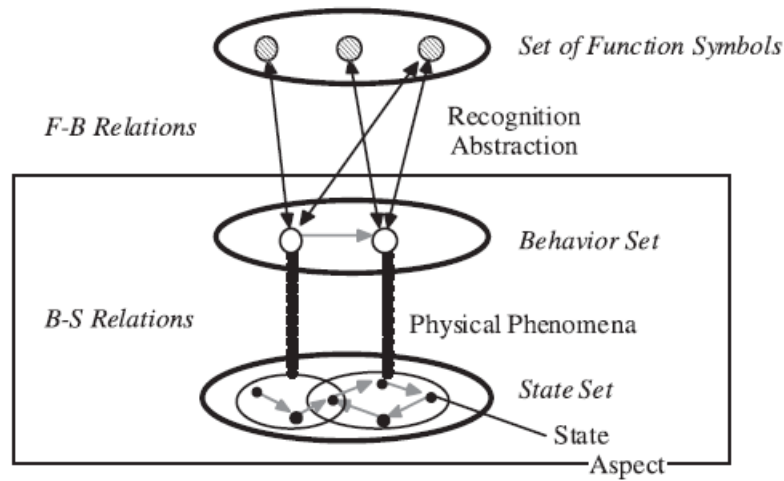 Set of Function Symbols
F-B Relations
Recognition
Abstraction
Behavior Set
B-S Relations
Physical Phenomena
State Set
State
Aspect